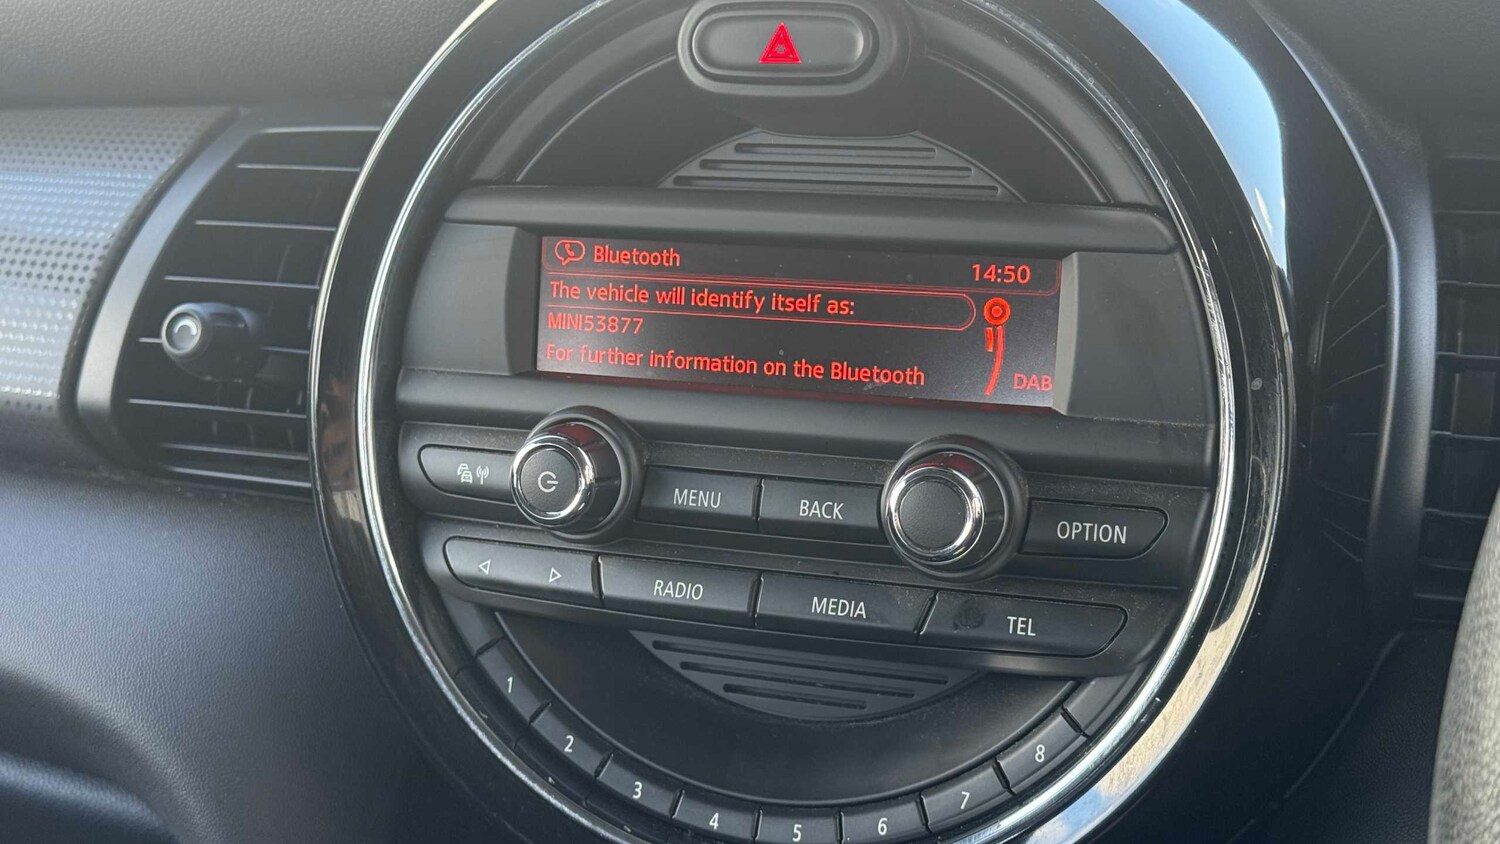 Bluetooth 14:50
The vehicle will identify itself as:
MINI53877
For further information on the Bluetooth
DAB
MENU BACK OPTION
RADIO MEDIA TEL
1 2 3 4 5 6 7 8